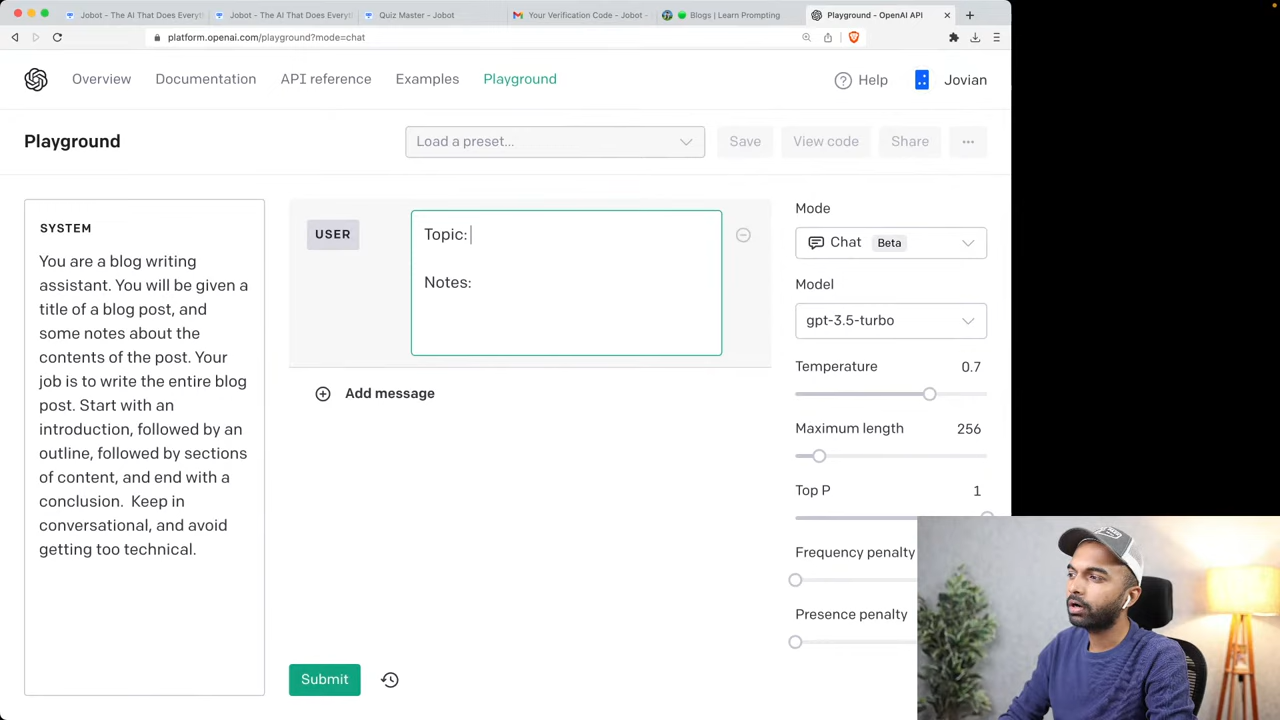 Jobot - The AI That Does Everyt
Jobot - The AI That Does Everyt
Quiz Master - Jobot
Your Verification Code - Jobot -
Blogs | Learn Prompting
Playground - OpenAI API
platform.openai.com/playground?mode=chat
Overview
Documentation
API reference
Examples
Playground
Help
Jovian
Playground
Load a preset...
Save
View code
Share
SYSTEM
You are a blog writing
assistant. You will be given a
title of a blog post, and
some notes about the
contents of the post. Your
job is to write the entire blog
post. Start with an
introduction, followed by an
outline, followed by sections
of content, and end with a
conclusion.  Keep in
conversational, and avoid
getting too technical.
USER
Topic:
Notes:
Add message
Submit
Mode
Chat Beta
Model
gpt-3.5-turbo
Temperature 0.7
Maximum length 256
Top P 1
Frequency penalty
Presence penalty